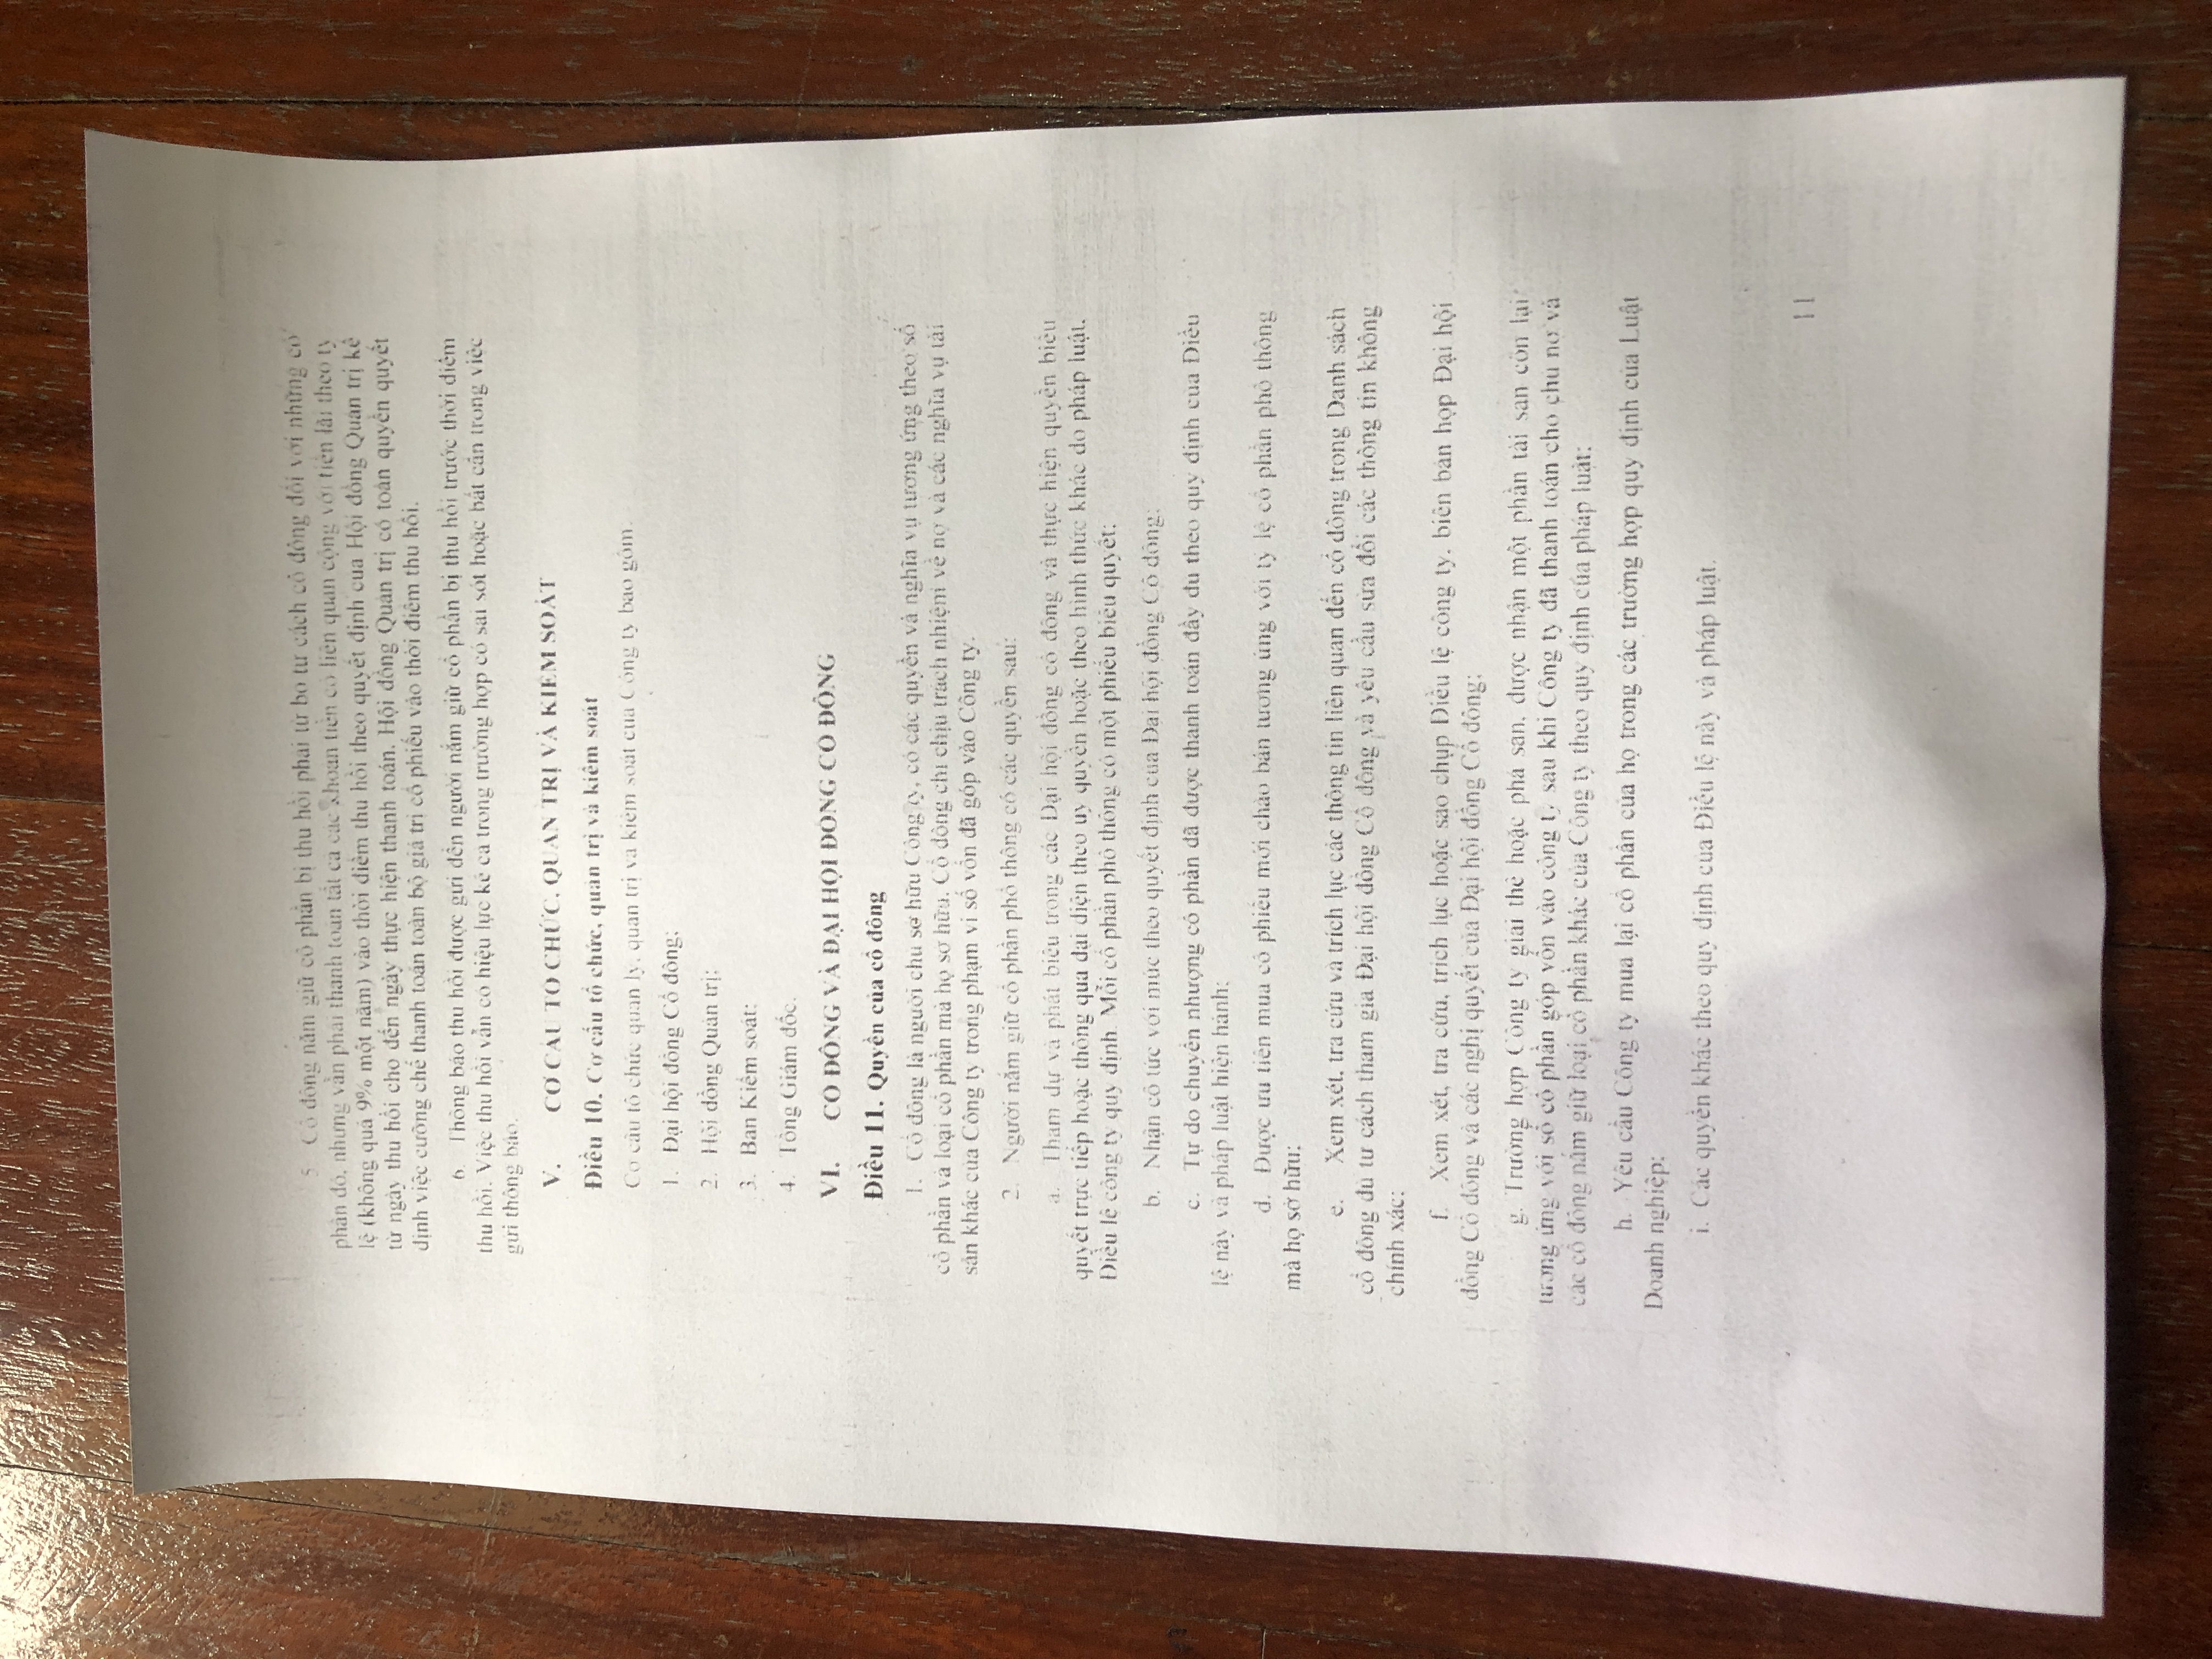 5 Cổ đông nắm giữ cổ phần bị thu hồi phải từ bỏ tư cách cổ đông đối với những cổ
phần đó, nhưng vẫn phải thanh toán tất cả các khoản tiền có liên quan cộng với tiền lãi theo tỷ
lệ (không quá 9% một năm) vào thời điểm thu hồi theo quyết định của Hội đồng Quản trị kể
từ ngày thu hồi cho đến ngày thực hiện thanh toán. Hội đồng Quản trị có toàn quyền quyết
định việc cưỡng chế thanh toán toàn bộ giá trị cổ phiếu vào thời điểm thu hồi.
6. Thông báo thu hồi được gửi đến người nắm giữ cổ phần bị thu hồi trước thời điểm
thu hồi. Việc thu hồi vẫn có hiệu lực kể cả trong trường hợp có sai sót hoặc bất cẩn trong việc
gửi thông báo.
V. CƠ CẤU TỔ CHỨC, QUẢN TRỊ VÀ KIỂM SOÁT
Điều 10. Cơ cấu tổ chức, quản trị và kiểm soát
Cơ cấu tổ chức quản lý, quản trị và kiểm soát của Công ty bao gồm:
1. Đại hội đồng Cổ đông;
2. Hội đồng Quản trị;
3. Ban Kiểm soát;
4. Tổng Giám đốc.
VI. CỔ ĐÔNG VÀ ĐẠI HỘI ĐỒNG CỔ ĐÔNG
Điều 11. Quyền của cổ đông
1. Cổ đông là người chủ sở hữu Công ty, có các quyền và nghĩa vụ tương ứng theo số
cổ phần và loại cổ phần mà họ sở hữu. Cổ đông chỉ chịu trách nhiệm về nợ và các nghĩa vụ tài
sản khác của Công ty trong phạm vi số vốn đã góp vào Công ty.
2. Người nắm giữ cổ phần phổ thông có các quyền sau:
a. Tham dự và phát biểu trong các Đại hội đồng cổ đông và thực hiện quyền biểu
quyết trực tiếp hoặc thông qua đại diện theo uỷ quyền hoặc theo hình thức khác do pháp luật,
Điều lệ công ty quy định. Mỗi cổ phần phổ thông có một phiếu biểu quyết;
b. Nhận cổ tức với mức theo quyết định của Đại hội đồng Cổ đông;
c. Tự do chuyển nhượng cổ phần đã được thanh toán đầy đủ theo quy định của Điều
lệ này và pháp luật hiện hành;
d. Được ưu tiên mua cổ phiếu mới chào bán tương ứng với tỷ lệ cổ phần phổ thông
mà họ sở hữu;
e. Xem xét, tra cứu và trích lục các thông tin liên quan đến cổ đông trong Danh sách
cổ đông đủ tư cách tham gia Đại hội đồng Cổ đông và yêu cầu sửa đổi các thông tin không
chính xác;
f. Xem xét, tra cứu, trích lục hoặc sao chụp Điều lệ công ty, biên bản họp Đại hội
đồng Cổ đông và các nghị quyết của Đại hội đồng Cổ đông;
g. Trường hợp Công ty giải thể hoặc phá sản, được nhận một phần tài sản còn lại
tương ứng với số cổ phần góp vốn vào công ty sau khi Công ty đã thanh toán cho chủ nợ và
các cổ đông nắm giữ loại cổ phần khác của Công ty theo quy định của pháp luật;
h. Yêu cầu Công ty mua lại cổ phần của họ trong các trường hợp quy định của Luật
Doanh nghiệp;
i. Các quyền khác theo quy định của Điều lệ này và pháp luật.
11